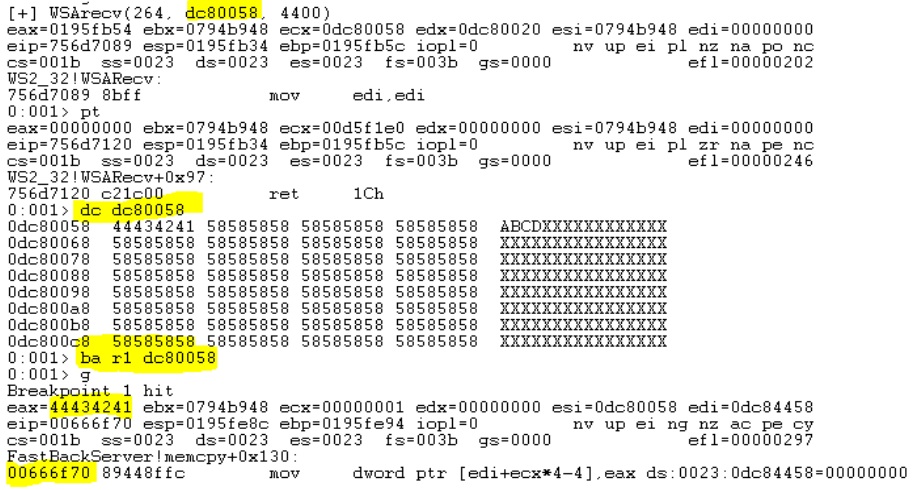 [+] WSArecv(264, dc80058, 4400)
eax=0195fb54 ebx=0794b948 ecx=0dc80058 edx=0dc80020 esi=0794b948 edi=00000000
eip=756d7089 esp=0195fb34 ebp=0195fb5c iopl=0 nv up ei pl nz na po nc
cs=001b ss=0023 ds=0023 es=0023 fs=003b gs=0000 efl=00000202
WS2_32!WSARecv:
756d7089 8bff mov edi,edi
0:001> pt
eax=00000000 ebx=0794b948 ecx=00d5f1e0 edx=00000000 esi=0794b948 edi=00000000
eip=756d7120 esp=0195fb34 ebp=0195fb5c iopl=0 nv up ei pl zr na pe nc
cs=001b ss=0023 ds=0023 es=0023 fs=003b gs=0000 efl=00000246
WS2_32!WSARecv+0x97:
756d7120 c21c00 ret 1Ch
0:001> dc dc80058
0dc80058 44434241 58585858 58585858 58585858 ABCDXXXXXXXXXXXX
0dc80068 58585858 58585858 58585858 58585858 XXXXXXXXXXXXXXXX
0dc80078 58585858 58585858 58585858 58585858 XXXXXXXXXXXXXXXX
0dc80088 58585858 58585858 58585858 58585858 XXXXXXXXXXXXXXXX
0dc80098 58585858 58585858 58585858 58585858 XXXXXXXXXXXXXXXX
0dc800a8 58585858 58585858 58585858 58585858 XXXXXXXXXXXXXXXX
0dc800b8 58585858 58585858 58585858 58585858 XXXXXXXXXXXXXXXX
0dc800c8 58585858 58585858 58585858 58585858 XXXXXXXXXXXXXXXX
0:001> ba r1 dc80058
0:001> g
Breakpoint 1 hit
eax=44434241 ebx=0794b948 ecx=00000001 edx=00000000 esi=0dc80058 edi=0dc84458
eip=00666f70 esp=0195fe8c ebp=0195fe94 iopl=0 nv up ei ng nz ac pe cy
cs=001b ss=0023 ds=0023 es=0023 fs=003b gs=0000 efl=00000297
FastBackServer!memcpy+0x130:
00666f70 89448ffc mov dword ptr [edi+ecx*4-4],eax ds:0023:0dc84458=00000000